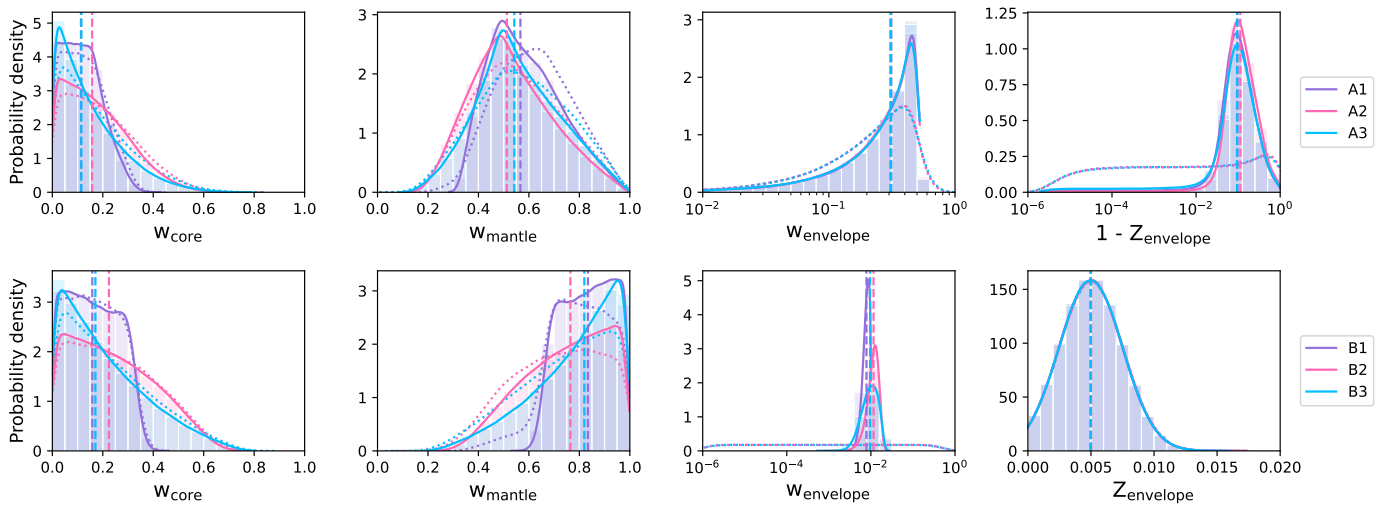 Probability density
5
4
3
2
1
0
0.0 0.2 0.4 0.6 0.8 1.0
w_core
3
2
1
0
0.0 0.2 0.4 0.6 0.8 1.0
w_mantle
3
2
1
0
10^−2 10^−1 10^0
w_envelope
1.25
1.00
0.75
0.50
0.25
0.00
10^−6 10^−4 10^−2 10^0
1 - Z_envelope
A1
A2
A3
Probability density
3
2
1
0
0.0 0.2 0.4 0.6 0.8 1.0
w_core
3
2
1
0
0.0 0.2 0.4 0.6 0.8 1.0
w_mantle
5
4
3
2
1
0
10^−6 10^−4 10^−2 10^0
w_envelope
150
100
50
0
0.000 0.005 0.010 0.015 0.020
Z_envelope
B1
B2
B3